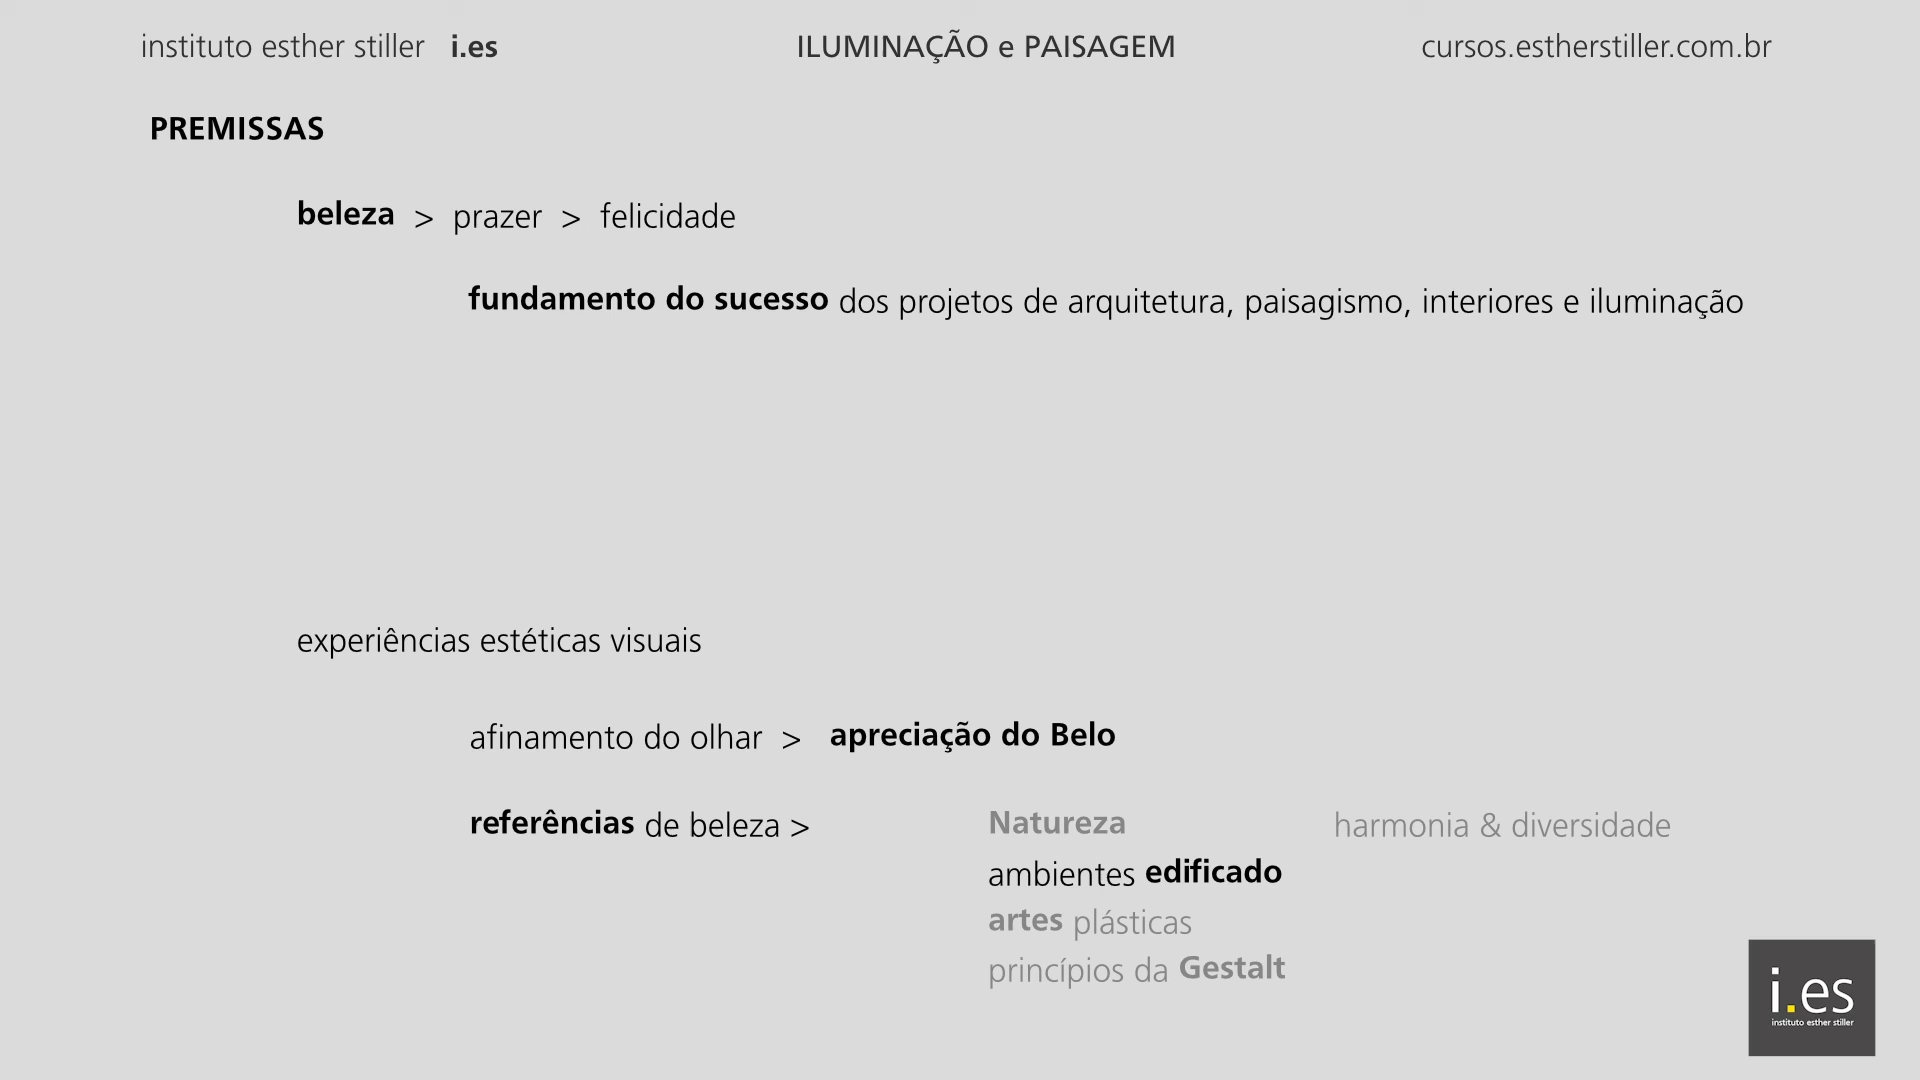 instituto esther stiller i.es ILUMINAÇÃO e PAISAGEM cursos.estherstiller.com.br
PREMISSAS
beleza > prazer > felicidade
fundamento do sucesso dos projetos de arquitetura, paisagismo, interiores e iluminação
experiências estéticas visuais
afinamento do olhar > apreciação do Belo
referências de beleza > Natureza harmonia & diversidade
ambientes edificado
artes plásticas
princípios da Gestalt
i.es
instituto esther stiller